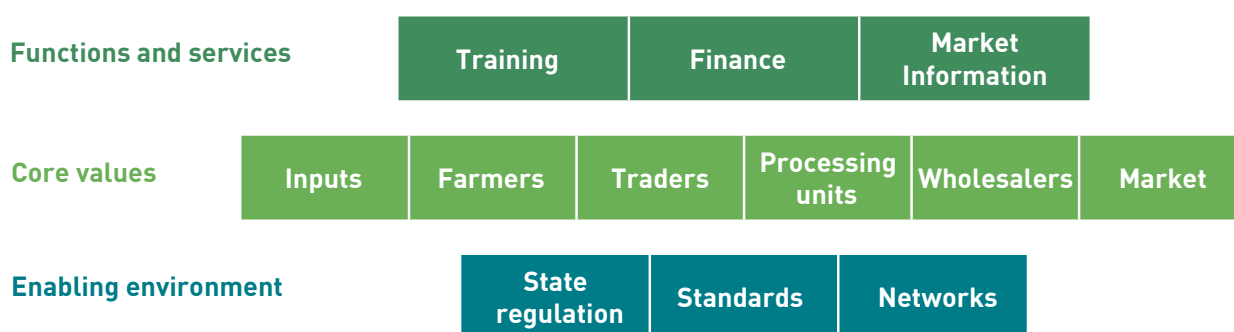 Functions and services
Training
Finance
Market
Information
Core values
Inputs
Farmers
Traders
Processing
units
Wholesalers
Market
Enabling environment
State
regulation
Standards
Networks